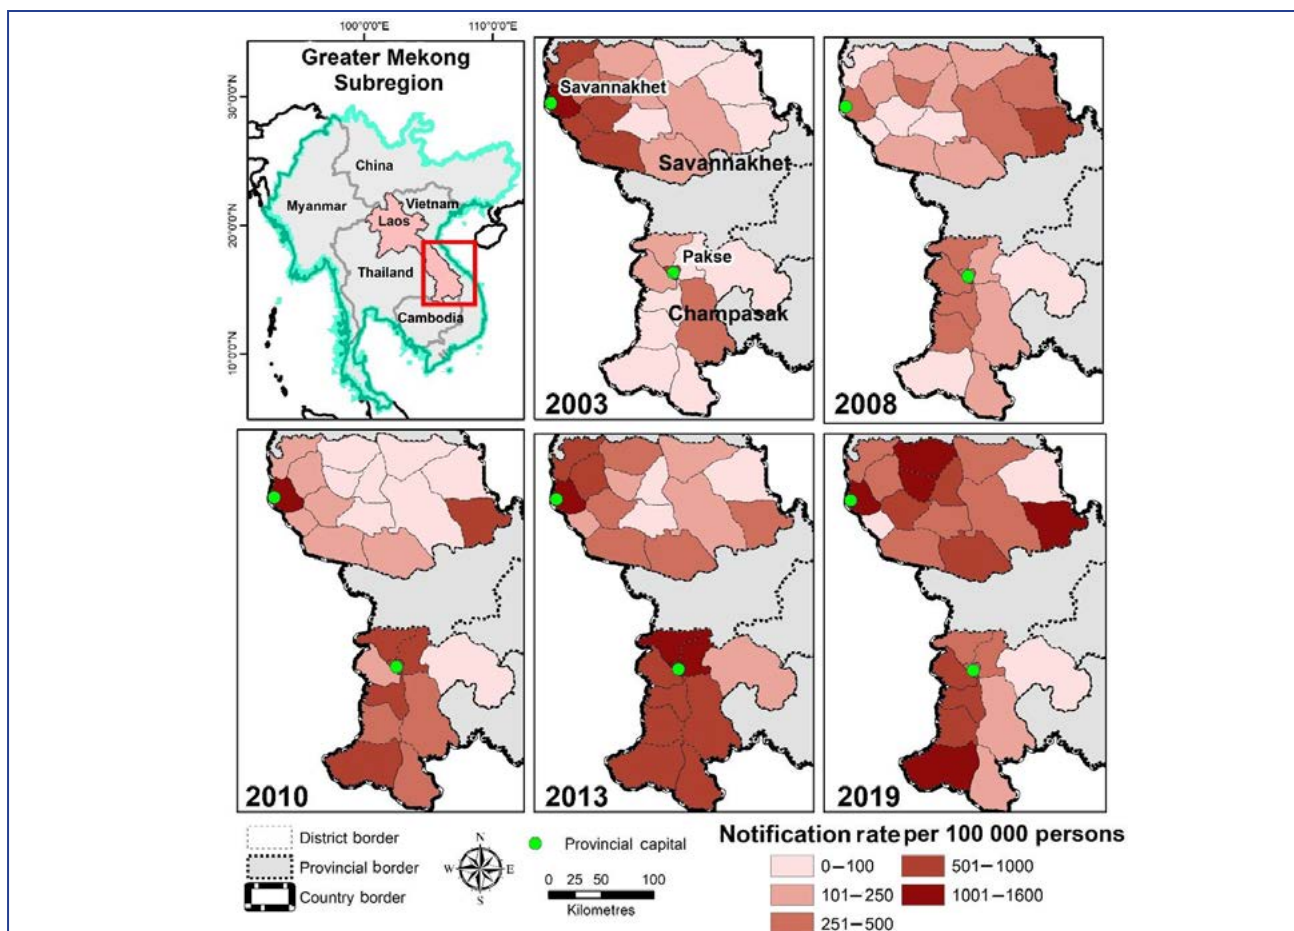 100°0'0"E 110°0'0"E
Greater Mekong
Subregion
30°0'0"N
20°0'0"N
10°0'0"N
China
Myanmar
Vietnam
Laos
Thailand
Cambodia
Savannakhet
Savannakhet
Pakse
Champasak
2003
2008
2010
2013
2019
District border
Provincial border
Country border
N
W E
S
Provincial capital
0 25 50 100
Kilometres
Notification rate per 100 000 persons
0–100
101–250
251–500
501–1000
1001–1600